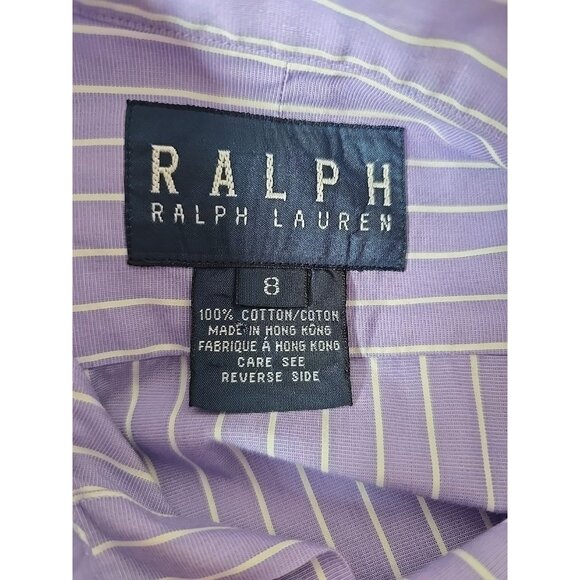 RALPH
RALPH LAUREN
8
100% COTTON/COTON
MADE IN HONG KONG
FABRIQUE À HONG KONG
CARE SEE
REVERSE SIDE